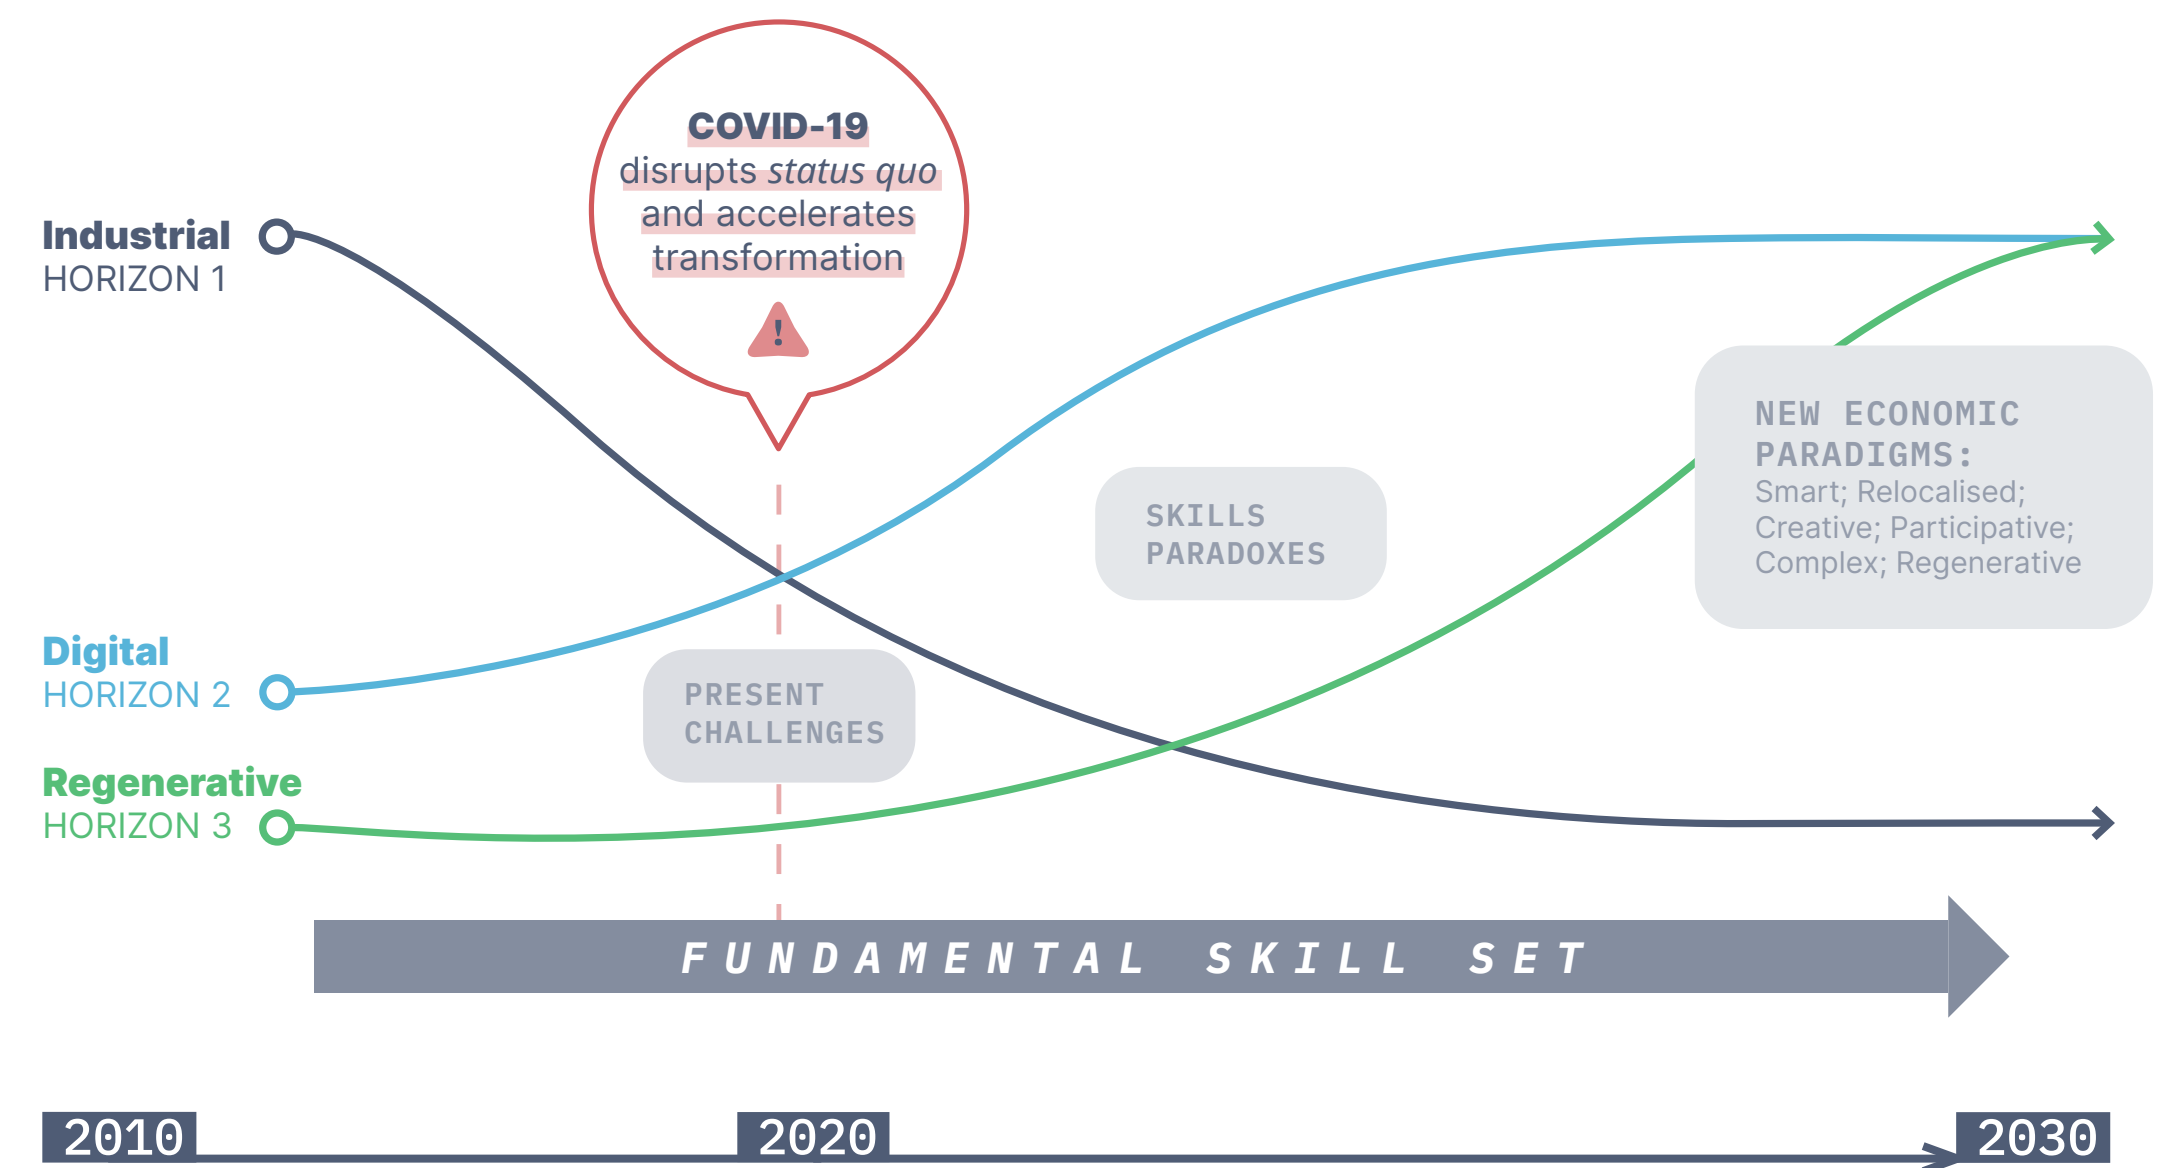 COVID-19
disrupts status quo
and accelerates
transformation
!
Industrial
HORIZON 1
NEW ECONOMIC
PARADIGMS:
Smart; Relocalised;
Creative; Participative;
Complex; Regenerative
SKILLS
PARADOXES
Digital
HORIZON 2
PRESENT
CHALLENGES
Regenerative
HORIZON 3
FUNDAMENTAL SKILL SET
2010
2020
2030